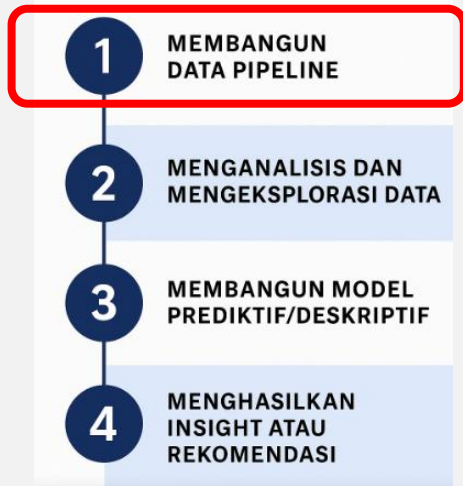 1
MEMBANGUN
DATA PIPELINE
2
MENGANALISIS DAN
MENGEKSPLORASI DATA
3
MEMBANGUN MODEL
PREDIKTIF/DESKRIPTIF
4
MENGHASILKAN
INSIGHT ATAU
REKOMENDASI